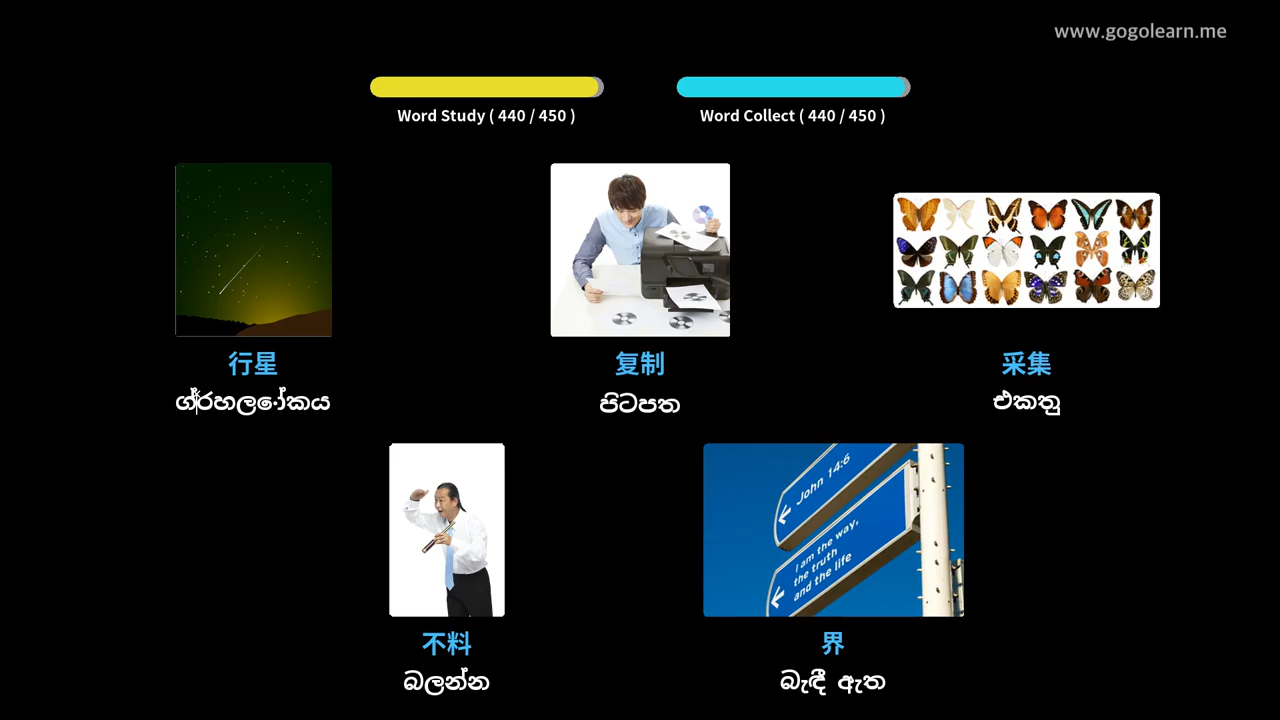 www.gogolearn.me
Word Study ( 440 / 450 )
Word Collect ( 440 / 450 )
行星
ග්රහලෝකය
复制
පිටපත
采集
එකතු
John 14:6
I am the way,
the truth
and the life
不料
බලන්න
界
බැඳී ඇත